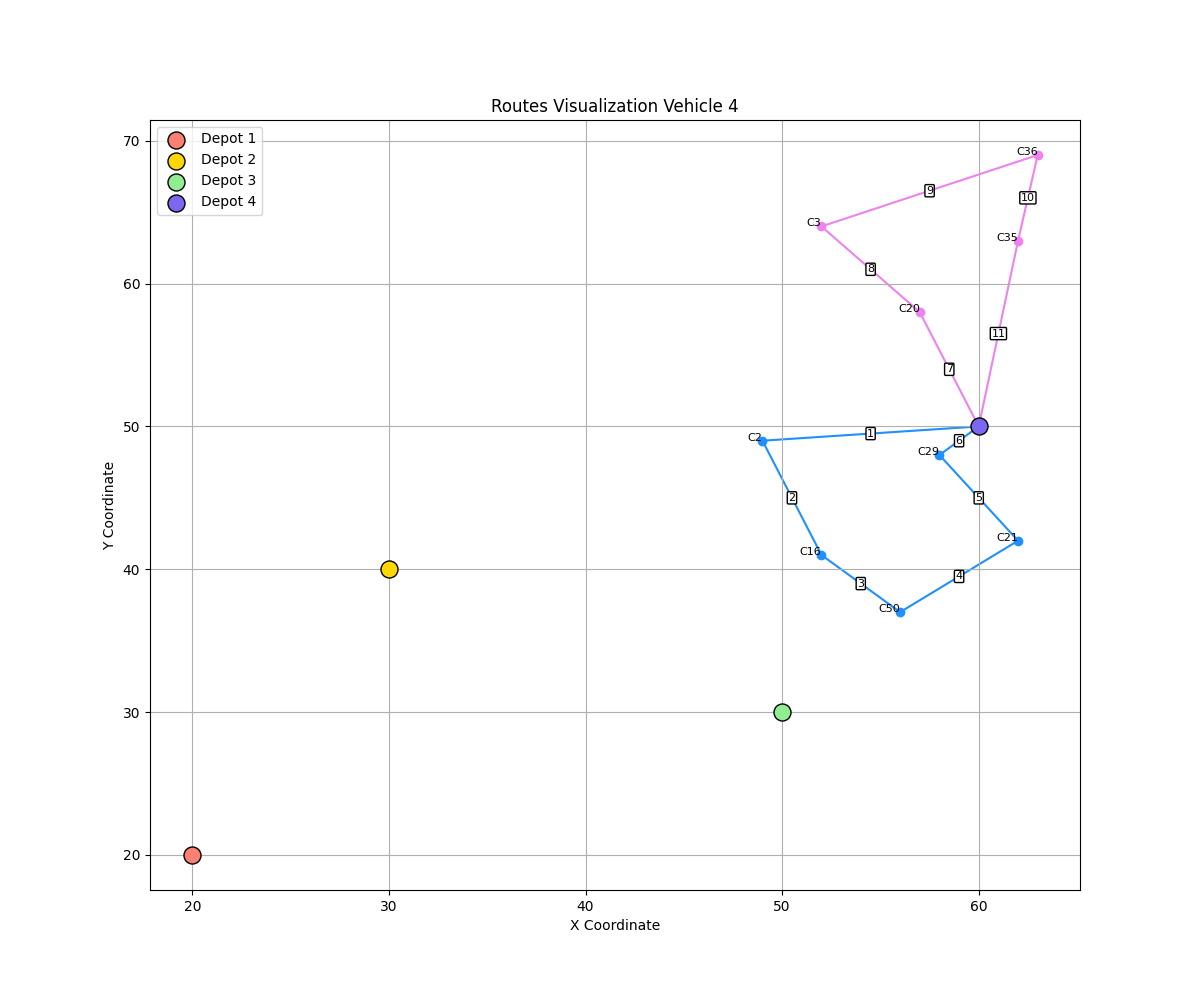 Routes Visualization Vehicle 4
Depot 1
Depot 2
Depot 3
Depot 4
70
60
50
40
30
20
Y Coordinate
C36
9
10
C3
C35
8
C20
11
7
1
C2
6
C29
2
5
C16
C21
3
4
C50
20
30
40
50
60
X Coordinate